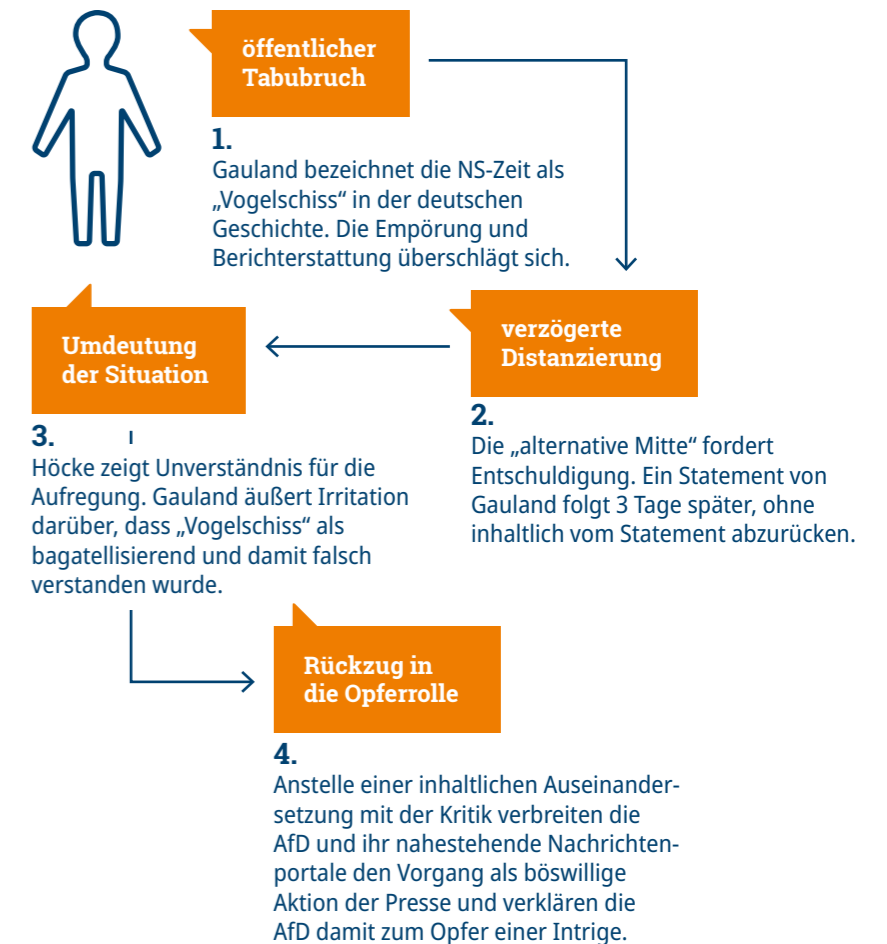 öffentlicher
Tabubruch
1.
Gauland bezeichnet die NS-Zeit als
„Vogelschiss“ in der deutschen
Geschichte. Die Empörung und
Berichterstattung überschlägt sich.
verzögerte
Distanzierung
2.
Die „alternative Mitte“ fordert
Entschuldigung. Ein Statement von
Gauland folgt 3 Tage später, ohne
inhaltlich vom Statement abzurücken.
Umdeutung
der Situation
3.
Höcke zeigt Unverständnis für die
Aufregung. Gauland äußert Irritation
darüber, dass „Vogelschiss“ als
bagatellisierend und damit falsch
verstanden wurde.
Rückzug in
die Opferrolle
4.
Anstelle einer inhaltlichen Auseinander-
setzung mit der Kritik verbreiten die
AfD und ihr nahestehende Nachrichten-
portale den Vorgang als böswillige
Aktion der Presse und verklären die
AfD damit zum Opfer einer Intrige.